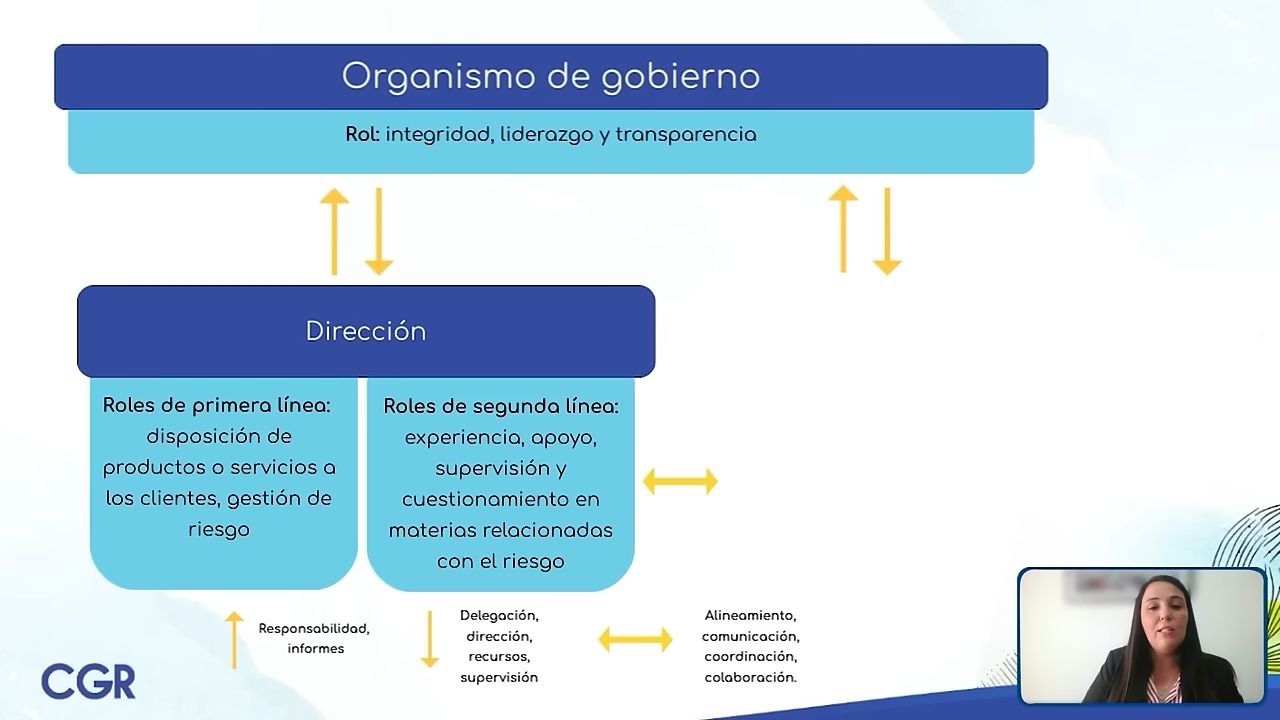 Organismo de gobierno
Rol: integridad, liderazgo y transparencia
Dirección
Roles de primera línea:
disposición de
productos o servicios a
los clientes, gestión de
riesgo
Roles de segunda línea:
experiencia, apoyo,
supervisión y
cuestionamiento en
materias relacionadas
con el riesgo
Responsabilidad,
informes
Delegación,
dirección,
recursos,
supervisión
Alineamiento,
comunicación,
coordinación,
colaboración.
CGR